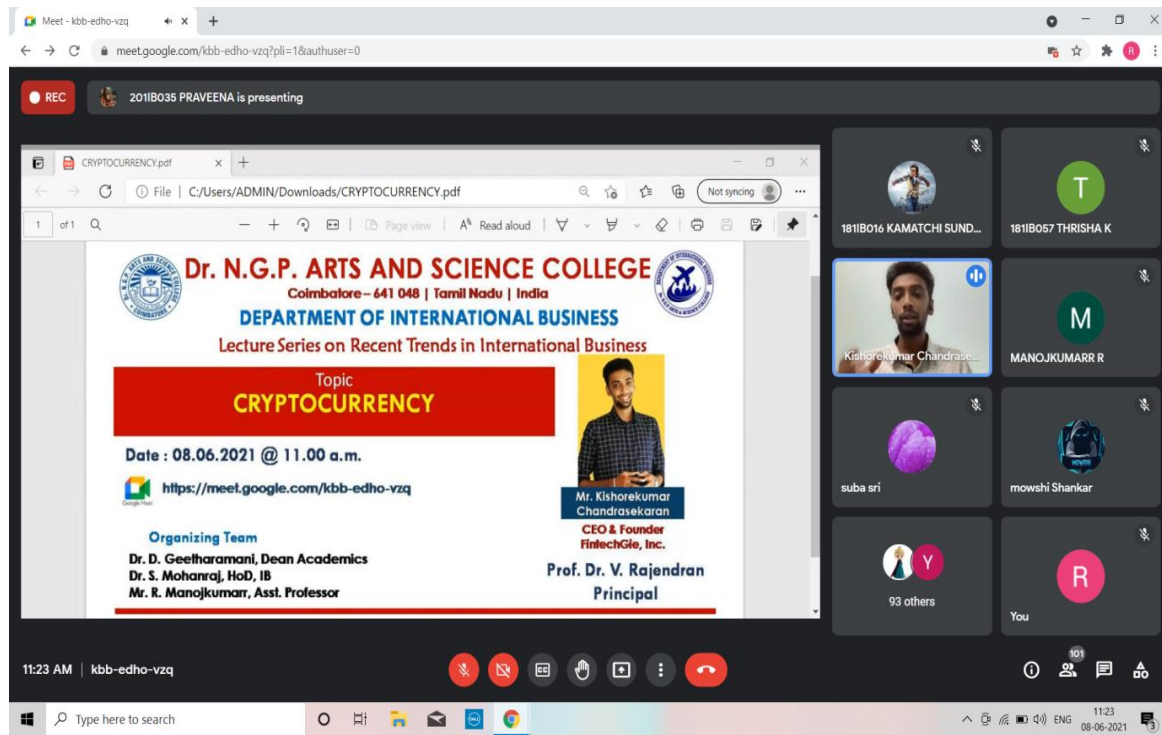 Meet - kbb-edho-vzq
meet.google.com/kbb-edho-vzq?pli=1&authuser=0
R
REC
201IB035 PRAVEENA is presenting
CRYPTOCURRENCY.pdf
File | C:/Users/ADMIN/Downloads/CRYPTOCURRENCY.pdf
Not syncing
1 of 1
Page view
Read aloud
Dr. N.G.P. ARTS AND SCIENCE COLLEGE
Coimbatore – 641 048 | Tamil Nadu | India
DEPARTMENT OF INTERNATIONAL BUSINESS
Lecture Series on Recent Trends in International Business
Topic
CRYPTOCURRENCY
Date : 08.06.2021 @ 11.00 a.m.
Google Meet
https://meet.google.com/kbb-edho-vzq
Organizing Team
Dr. D. Geetharamani, Dean Academics
Dr. S. Mohanraj, HoD, IB
Mr. R. Manojkumarr, Asst. Professor
Mr. Kishorekumar
Chandrasekaran
CEO & Founder
FintechGie, Inc.
Prof. Dr. V. Rajendran
Principal
181IB016 KAMATCHI SUND...
T
181IB057 THRISHA K
Kishorekumar Chandrase...
M
MANOJKUMARR R
suba sri
MOWSHI
mowshi Shankar
Y
93 others
R
You
11:23 AM | kbb-edho-vzq
101
Type here to search
ENG
11:23
08-06-2021
3